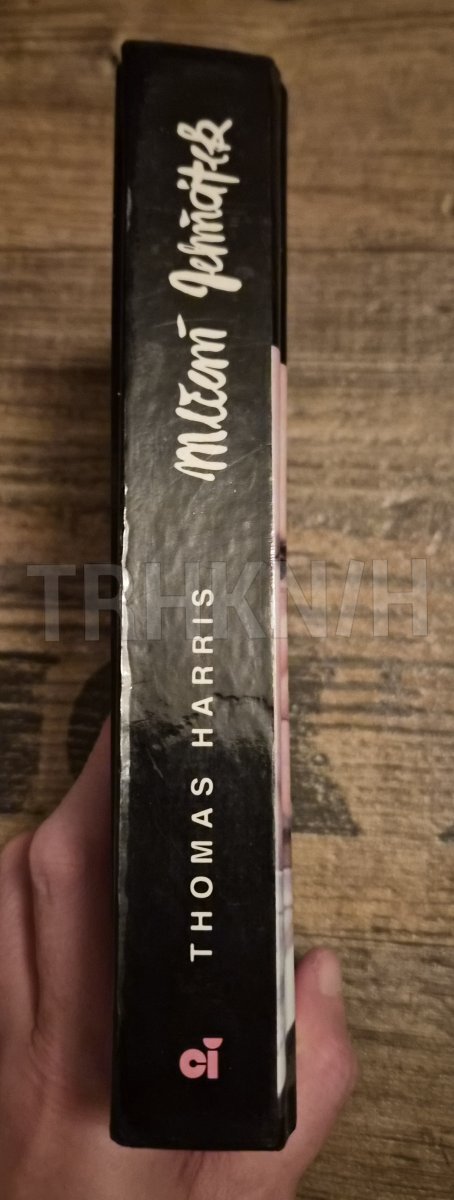 THOMAS HARRIS
Mlčení Jehňátek
TRHKNIH